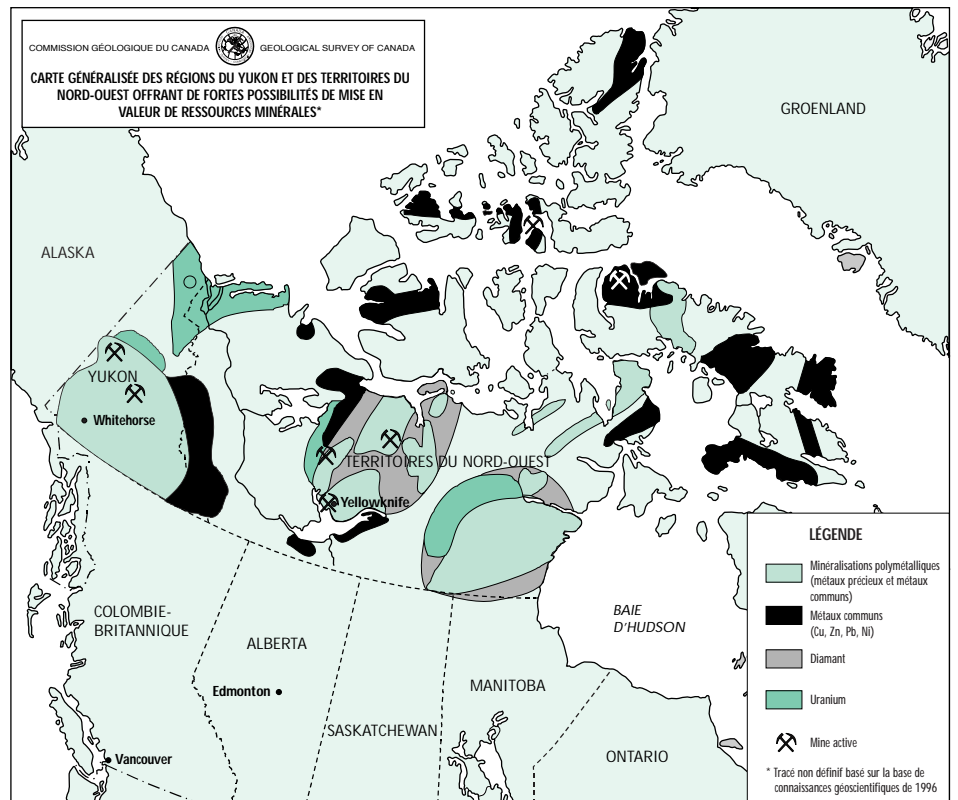 COMMISSION GÉOLOGIQUE DU CANADA GEOLOGICAL SURVEY OF CANADA
CARTE GÉNÉRALISÉE DES RÉGIONS DU YUKON ET DES TERRITOIRES DU
NORD-OUEST OFFRANT DE FORTES POSSIBILITÉS DE MISE EN
VALEUR DE RESSOURCES MINÉRALES*
GROENLAND
ALASKA
YUKON
Whitehorse
TERRITOIRES DU NORD-OUEST
Yellowknife
COLOMBIE-
BRITANNIQUE
ALBERTA
Edmonton
SASKATCHEWAN
MANITOBA
BAIE
D'HUDSON
ONTARIO
Vancouver
LÉGENDE
Minéralisations polymétalliques
(métaux précieux et métaux
communs)
Métaux communs
(Cu, Zn, Pb, Ni)
Diamant
Uranium
Mine active
* Tracé non définif basé sur la base de
connaissances géoscientifiques de 1996